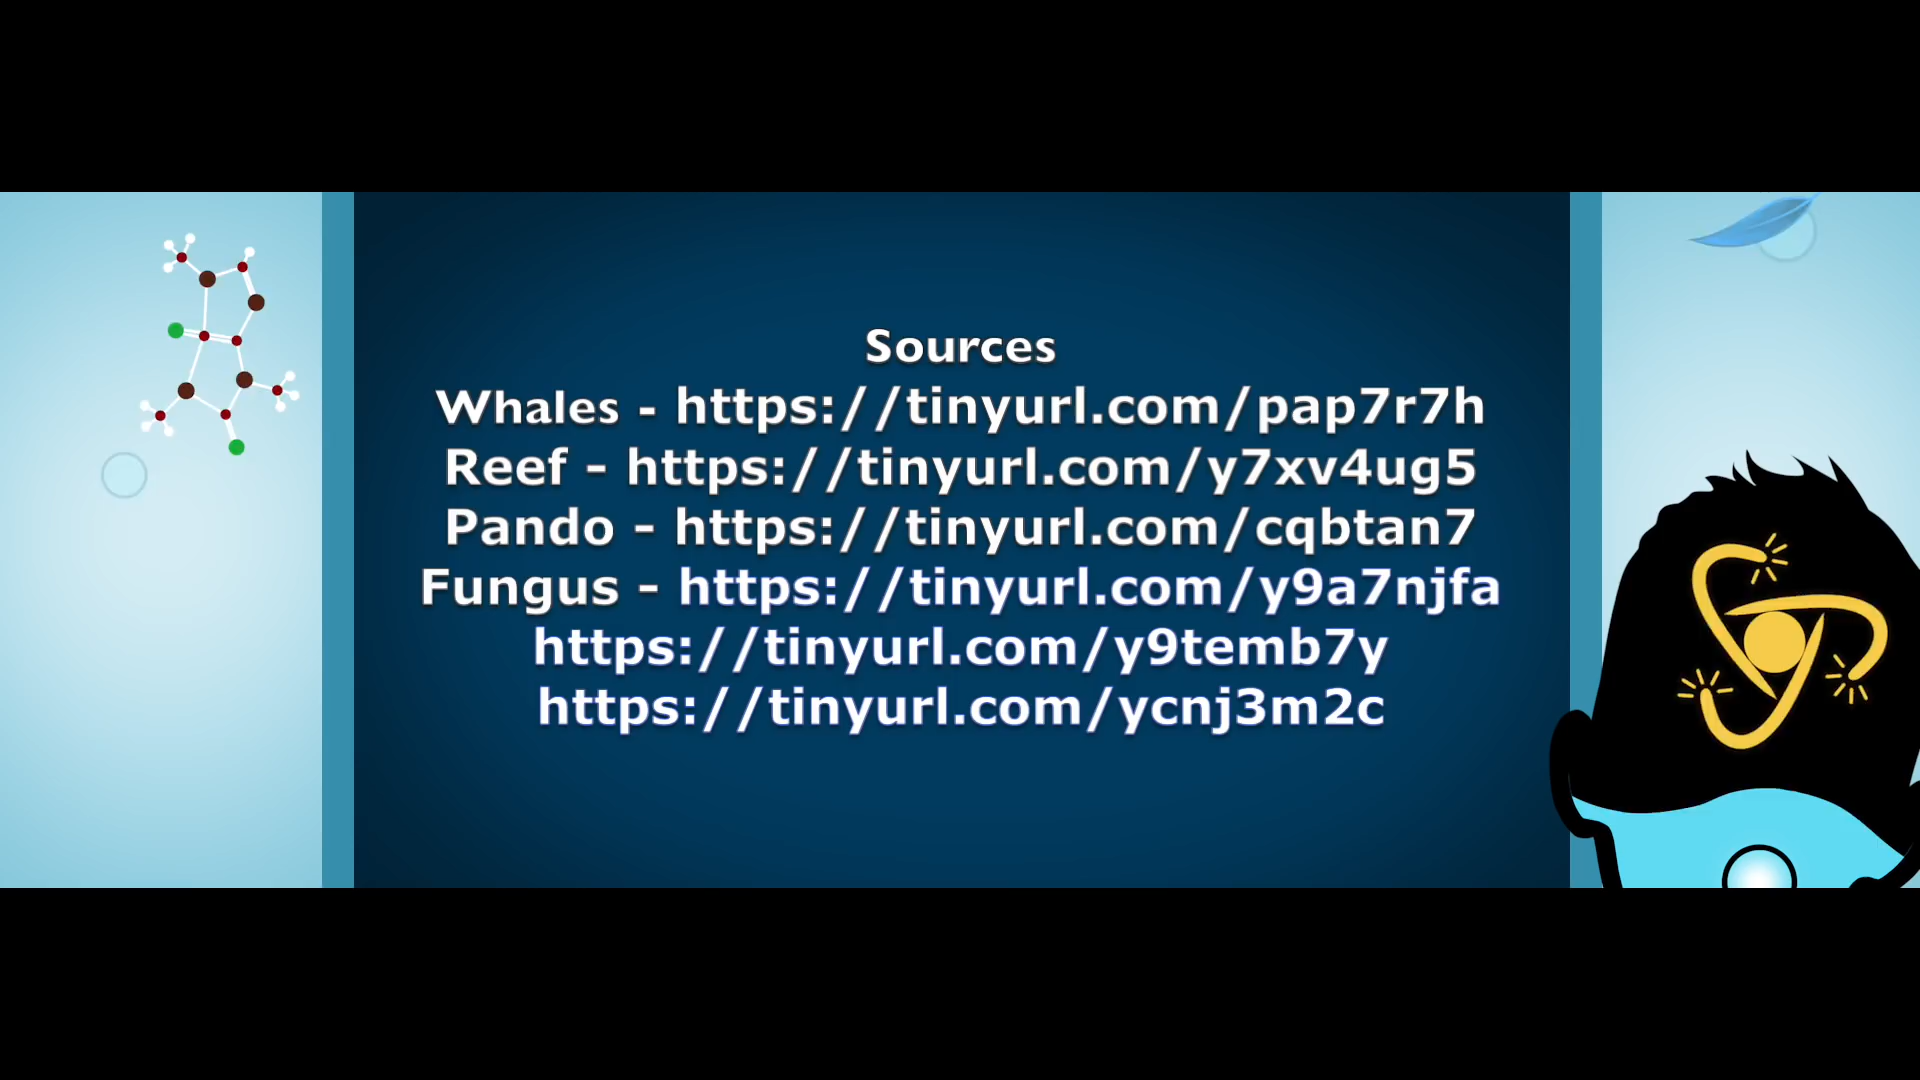 Sources
Whales - https://tinyurl.com/pap7r7h
Reef - https://tinyurl.com/y7xv4ug5
Pando - https://tinyurl.com/cqbtan7
Fungus - https://tinyurl.com/y9a7njfa
https://tinyurl.com/y9temb7y
https://tinyurl.com/ycnj3m2c